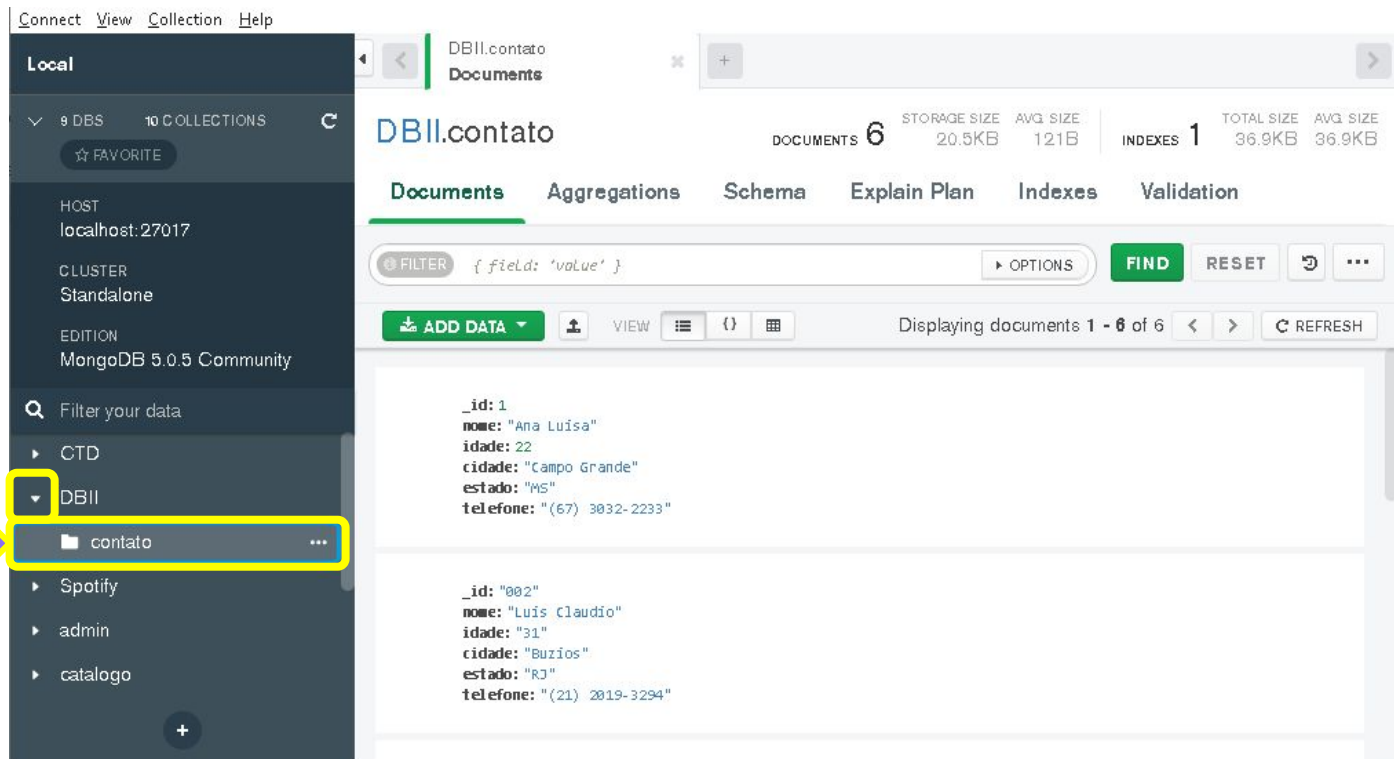 Connect View Collection Help
Local
9 DBS 10 COLLECTIONS
FAVORITE
HOST
localhost:27017
CLUSTER
Standalone
EDITION
MongoDB 5.0.5 Community
Filter your data
CTD
DBII
contato
Spotify
admin
catalogo
+
DBII.contato
Documents
+
DBII.contato
DOCUMENTS 6 STORAGE SIZE 20.5KB AVG. SIZE 121B INDEXES 1 TOTAL SIZE 36.9KB AVG. SIZE 36.9KB
Documents Aggregations Schema Explain Plan Indexes Validation
FILTER { field: 'value' } OPTIONS FIND RESET
ADD DATA VIEW {} Displaying documents 1 - 6 of 6 < > REFRESH
_id: 1
nome: "Ana Luísa"
idade: 22
cidade: "Campo Grande"
estado: "MS"
telefone: "(67) 3032-2233"
_id: "002"
nome: "Luis Claudio"
idade: "31"
cidade: "Buzios"
estado: "RJ"
telefone: "(21) 2019-3294"